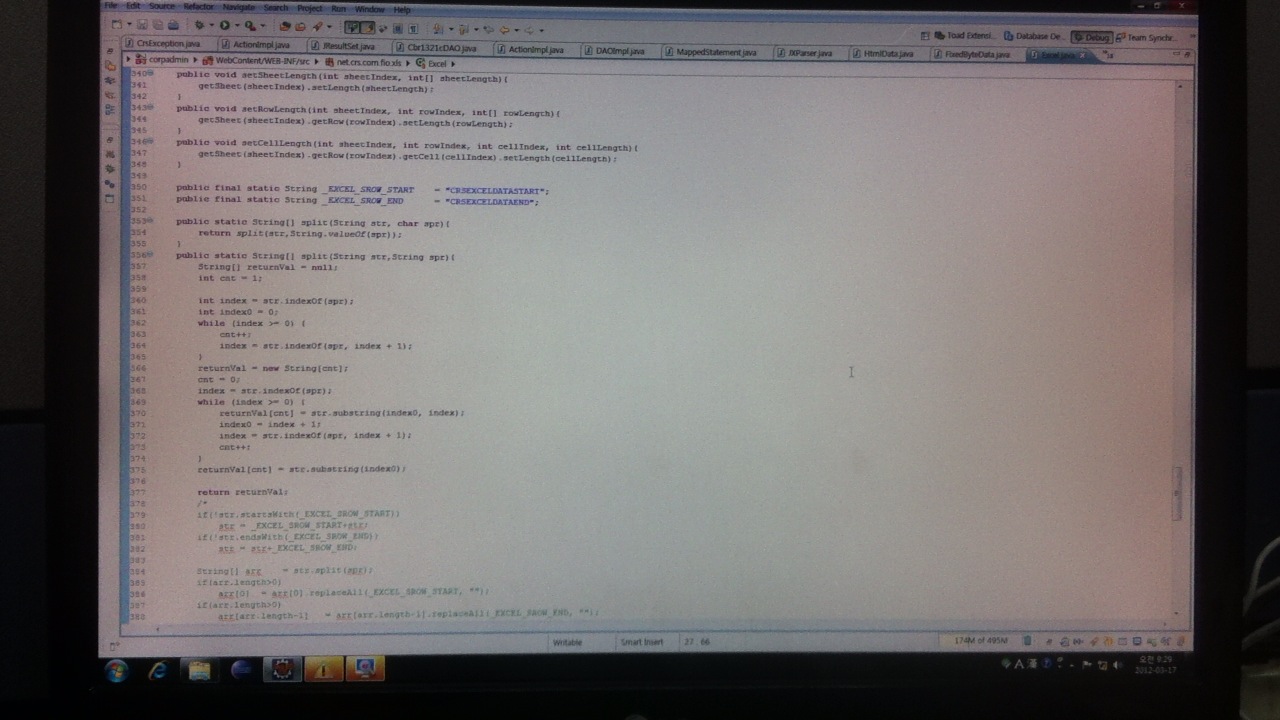 File Edit Source Refactor Navigate Search Project Run Window Help
Toad Extensi... Database De... Debug Team Synchr...
CrsException.java ActionImpl.java JResultSet.java Cbr1321cDAO.java ActionImpl.java DAOImpl.java MappedStatement.java JXParser.java HtmlData.java FixedByteData.java Excel.java
corpadmin WebContent/WEB-INF/src net.crs.com.fio.xls Excel
340 public void setSheetLength(int sheetIndex, int[] sheetLength){
341 getSheet(sheetIndex).setLength(sheetLength);
342 }
343 public void setRowLength(int sheetIndex, int rowIndex, int[] rowLength){
344 getSheet(sheetIndex).getRow(rowIndex).setLength(rowLength);
345 }
346 public void setCellLength(int sheetIndex, int rowIndex, int cellIndex, int cellLength){
347 getSheet(sheetIndex).getRow(rowIndex).getCell(cellIndex).setLength(cellLength);
348 }
349
350 public final static String _EXCEL_SROW_START = "CRSEXCELDATASTART";
351 public final static String _EXCEL_SROW_END = "CRSEXCELDATAEND";
352
353 public static String[] split(String str, char spr){
354 return split(str,String.valueOf(spr));
355 }
356 public static String[] split(String str,String spr){
357 String[] returnVal = null;
358 int cnt = 1;
359
360 int index = str.indexOf(spr);
361 int index0 = 0;
362 while (index >= 0) {
363 cnt++;
364 index = str.indexOf(spr, index + 1);
365 }
366 returnVal = new String[cnt];
367 cnt = 0;
368 index = str.indexOf(spr);
369 while (index >= 0) {
370 returnVal[cnt] = str.substring(index0, index);
371 index0 = index + 1;
372 index = str.indexOf(spr, index + 1);
373 cnt++;
374 }
375 returnVal[cnt] = str.substring(index0);
376
377 return returnVal;
378 /*
379 if(!str.startsWith(_EXCEL_SROW_START))
380 str = _EXCEL_SROW_START+str;
381 if(!str.endsWith(_EXCEL_SROW_END))
382 str = str+_EXCEL_SROW_END;
383
384 String[] arr = str.split(spr);
385 if(arr.length>0)
386 arr[0] = arr[0].replaceAll(_EXCEL_SROW_START, "");
387 if(arr.length>0)
388 arr[arr.length-1] = arr[arr.length-1].replaceAll(_EXCEL_SROW_END, "");
Writable Smart Insert 27 : 66 174M of 495M
A 漢 오전 9:29
2012-03-17